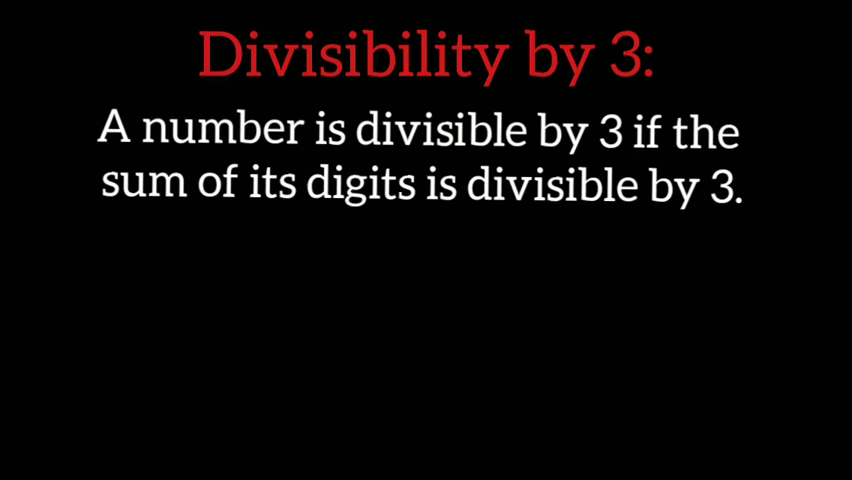 Divisibility by 3:
A number is divisible by 3 if the
sum of its digits is divisible by 3.